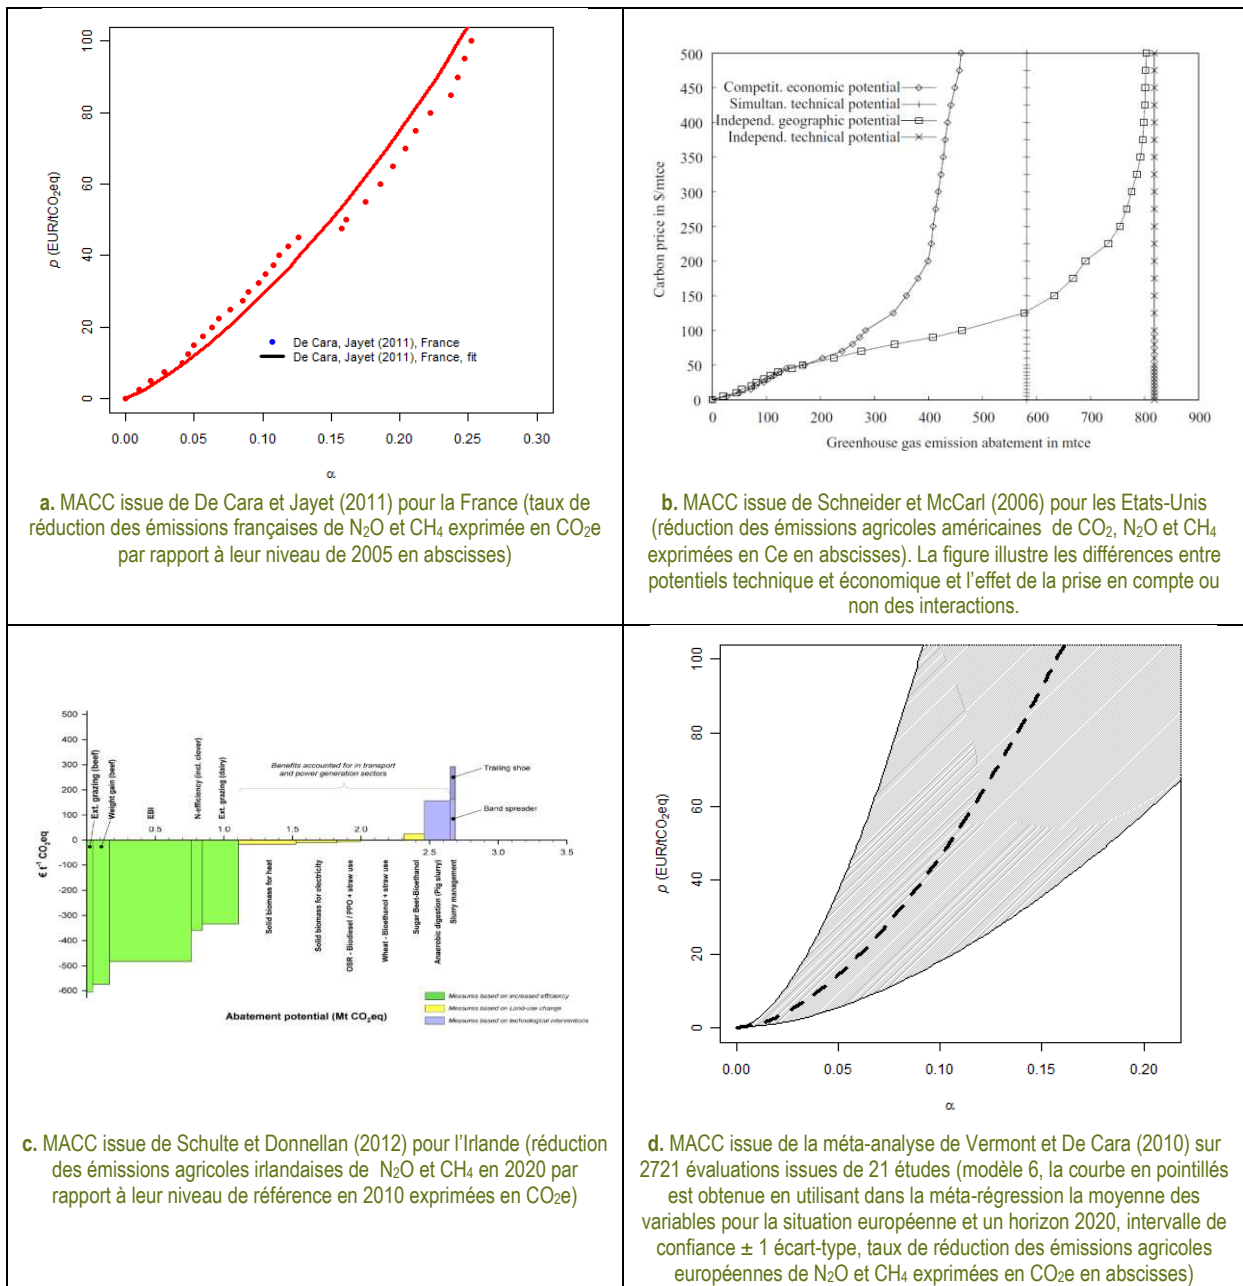 100
80
60
40
20
0
p (EUR/tCO2eq)
De Cara, Jayet (2011), France
De Cara, Jayet (2011), France, fit
0.00 0.05 0.10 0.15 0.20 0.25 0.30
α
a. MACC issue de De Cara et Jayet (2011) pour la France (taux de
réduction des émissions françaises de N2O et CH4 exprimée en CO2e
par rapport à leur niveau de 2005 en abscisses)
500
450
400
350
300
250
200
150
100
50
0
Carbon price in $/mtce
Competit. economic potential
Simultan. technical potential
Independ. geographic potential
Independ. technical potential
0 100 200 300 400 500 600 700 800 900
Greenhouse gas emission abatement in mtce
b. MACC issue de Schneider et McCarl (2006) pour les Etats-Unis
(réduction des émissions agricoles américaines de CO2, N2O et CH4
exprimées en Ce en abscisses). La figure illustre les différences entre
potentiels technique et économique et l'effet de la prise en compte ou
non des interactions.
500
400
300
200
100
0
-100
-200
-300
-400
-500
-600
€ t-1 CO2eq
Ext. grazing (beef)
Weight gain (beef)
EBI
N-efficiency (incl. clover)
Ext. grazing (dairy)
Benefits accounted for in transport
and power generation sectors
Trailing shoe
Band spreader
0.5 1.0 1.5 2.0 2.5 3.0 3.5
Solid biomass for heat
Solid biomass for electricity
OSR - Biodiesel / PPO + straw use
Wheat - Bioethanol + straw use
Sugar Beet-Bioethanol
Anaerobic digestion (Pig slurry)
Slurry management
Measures based on increased efficiency
Measures based on Land-use change
Measures based on technological interventions
Abatement potential (Mt CO2eq)
c. MACC issue de Schulte et Donnellan (2012) pour l'Irlande (réduction
des émissions agricoles irlandaises de N2O et CH4 en 2020 par
rapport à leur niveau de référence en 2010 exprimées en CO2e)
100
80
60
40
20
0
p (EUR/tCO2eq)
0.00 0.05 0.10 0.15 0.20
α
d. MACC issue de la méta-analyse de Vermont et De Cara (2010) sur
2721 évaluations issues de 21 études (modèle 6, la courbe en pointillés
est obtenue en utilisant dans la méta-régression la moyenne des
variables pour la situation européenne et un horizon 2020, intervalle de
confiance ± 1 écart-type, taux de réduction des émissions agricoles
européennes de N2O et CH4 exprimées en CO2e en abscisses)